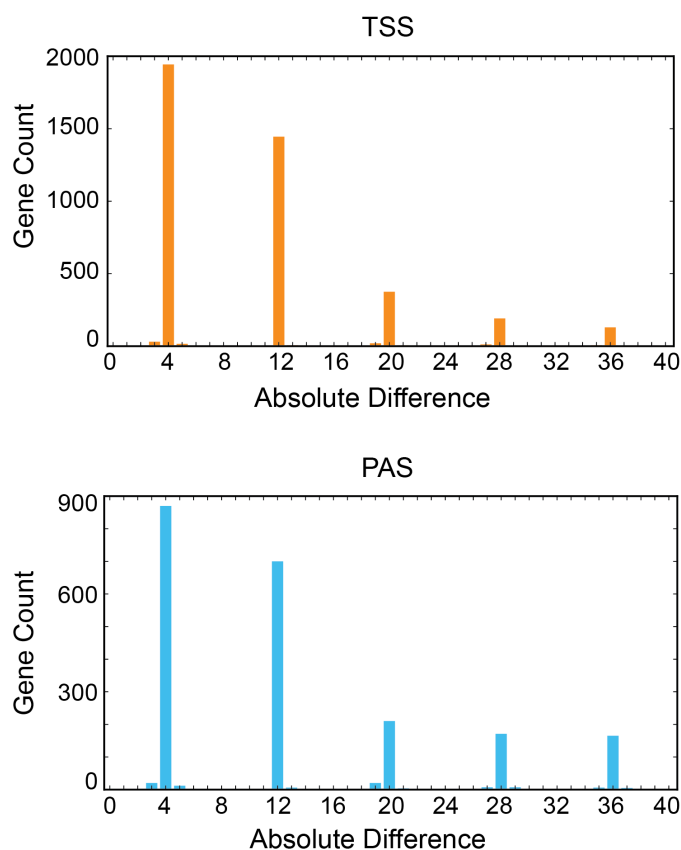 TSS
2000
1500
1000
500
0
Gene Count
0 4 8 12 16 20 24 28 32 36 40
Absolute Difference
PAS
900
600
300
0
Gene Count
0 4 8 12 16 20 24 28 32 36 40
Absolute Difference